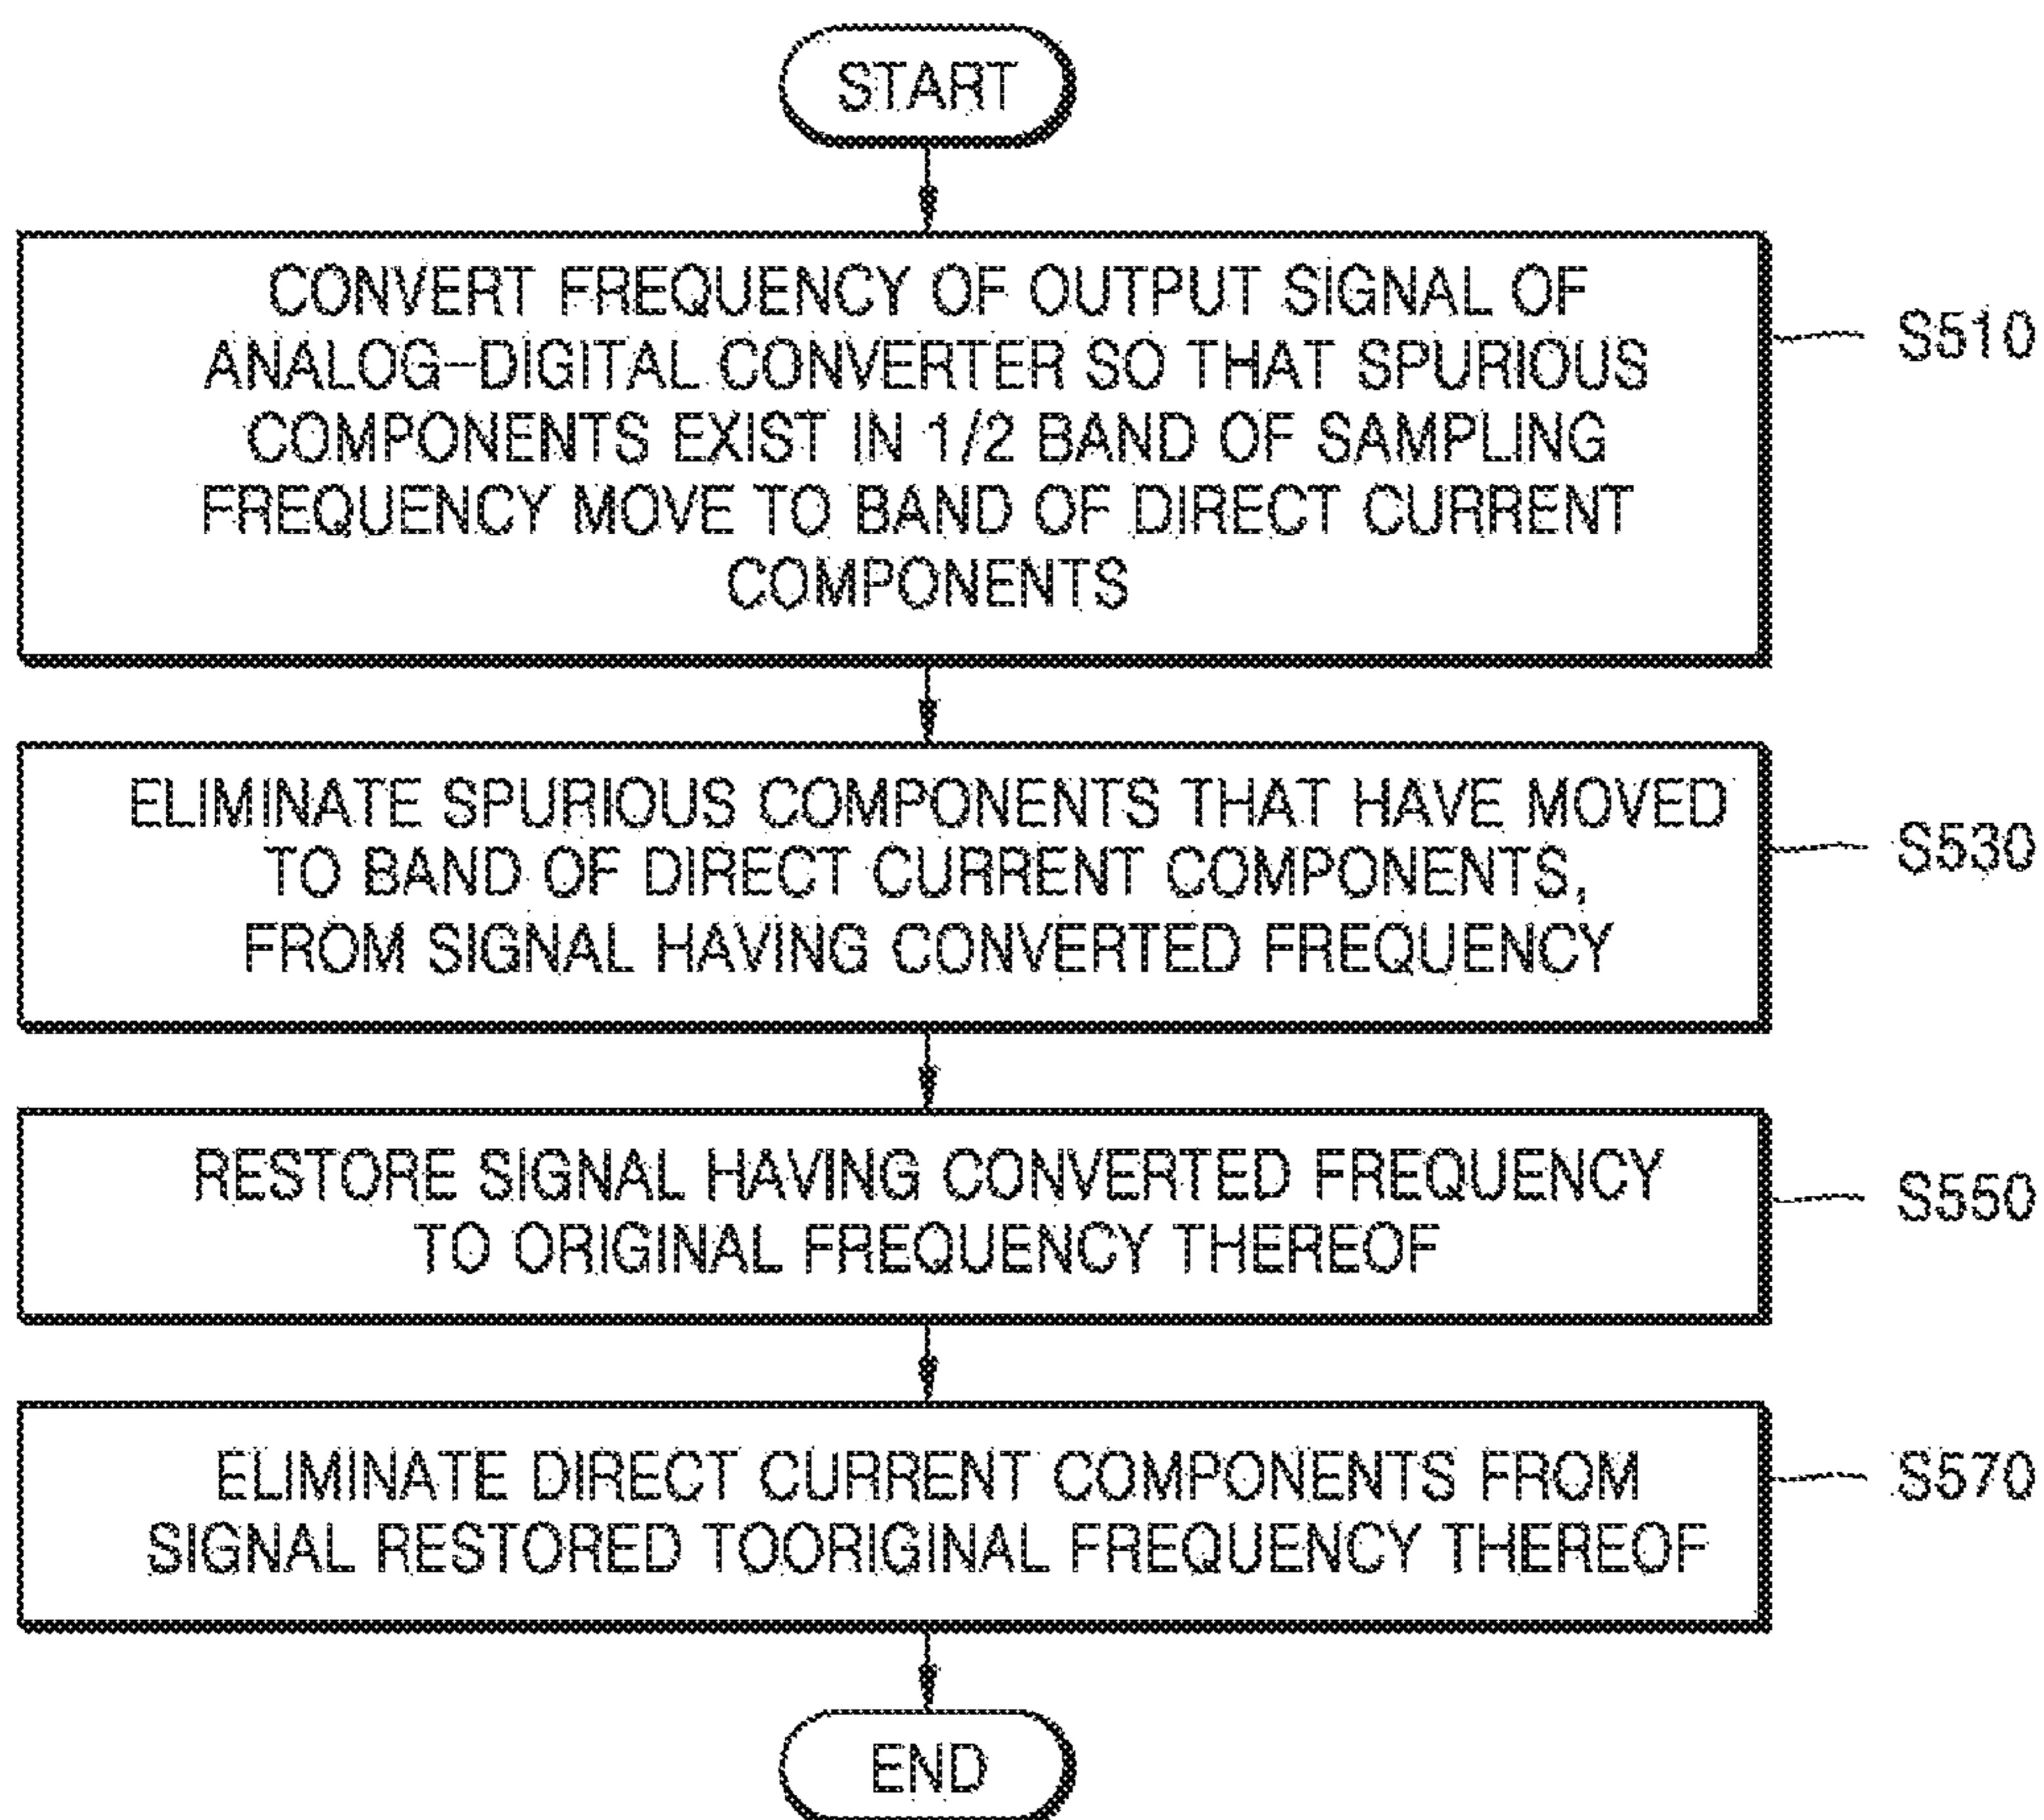 START
CONVERT FREQUENCY OF OUTPUT SIGNAL OF
ANALOG-DIGITAL CONVERTER SO THAT SPURIOUS
COMPONENTS EXIST IN 1/2 BAND OF SAMPLING
FREQUENCY MOVE TO BAND OF DIRECT CURRENT
COMPONENTS
S510
ELIMINATE SPURIOUS COMPONENTS THAT HAVE MOVED
TO BAND OF DIRECT CURRENT COMPONENTS,
FROM SIGNAL HAVING CONVERTED FREQUENCY
S530
RESTORE SIGNAL HAVING CONVERTED FREQUENCY
TO ORIGINAL FREQUENCY THEREOF
S550
ELIMINATE DIRECT CURRENT COMPONENTS FROM
SIGNAL RESTORED TOORIGINAL FREQUENCY THEREOF
S570
END